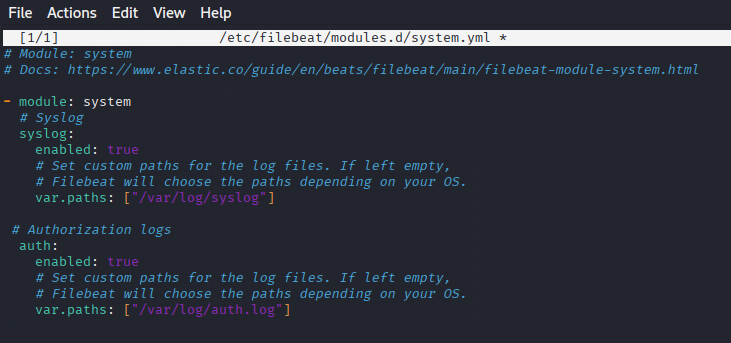 File Actions Edit View Help
[1/1] /etc/filebeat/modules.d/system.yml *
# Module: system
# Docs: https://www.elastic.co/guide/en/beats/filebeat/main/filebeat-module-system.html
- module: system
# Syslog
syslog:
enabled: true
# Set custom paths for the log files. If left empty,
# Filebeat will choose the paths depending on your OS.
var.paths: ["/var/log/syslog"]
# Authorization logs
auth:
enabled: true
# Set custom paths for the log files. If left empty,
# Filebeat will choose the paths depending on your OS.
var.paths: ["/var/log/auth.log"]